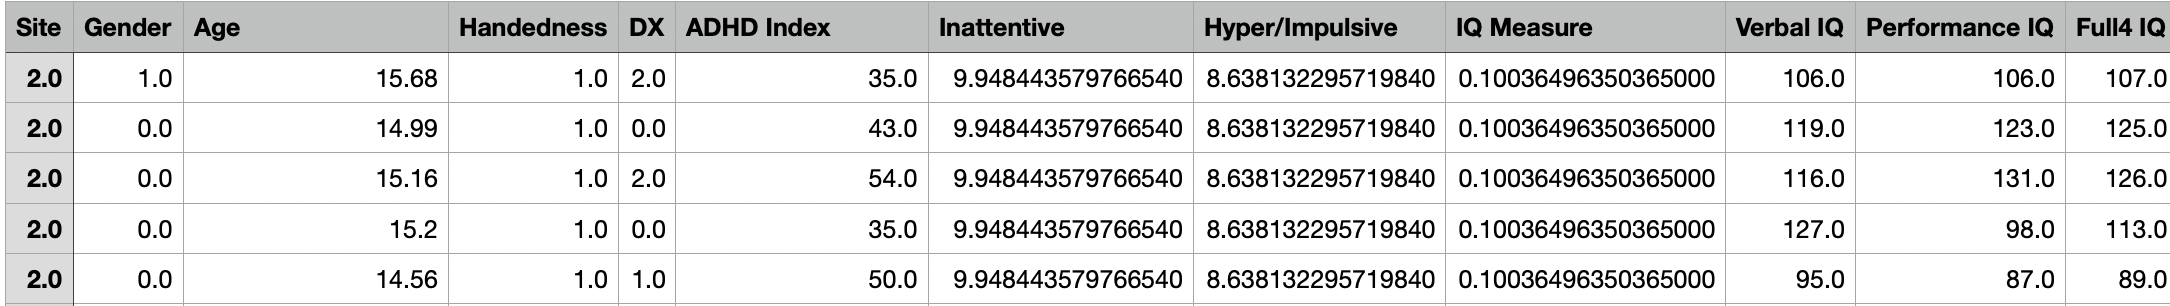 Site Gender Age Handedness DX ADHD Index Inattentive Hyper/Impulsive IQ Measure Verbal IQ Performance IQ Full4 IQ
2.0 1.0 15.68 1.0 2.0 35.0 9.948443579766540 8.638132295719840 0.10036496350365000 106.0 106.0 107.0
2.0 0.0 14.99 1.0 0.0 43.0 9.948443579766540 8.638132295719840 0.10036496350365000 119.0 123.0 125.0
2.0 0.0 15.16 1.0 2.0 54.0 9.948443579766540 8.638132295719840 0.10036496350365000 116.0 131.0 126.0
2.0 0.0 15.2 1.0 0.0 35.0 9.948443579766540 8.638132295719840 0.10036496350365000 127.0 98.0 113.0
2.0 0.0 14.56 1.0 1.0 50.0 9.948443579766540 8.638132295719840 0.10036496350365000 95.0 87.0 89.0